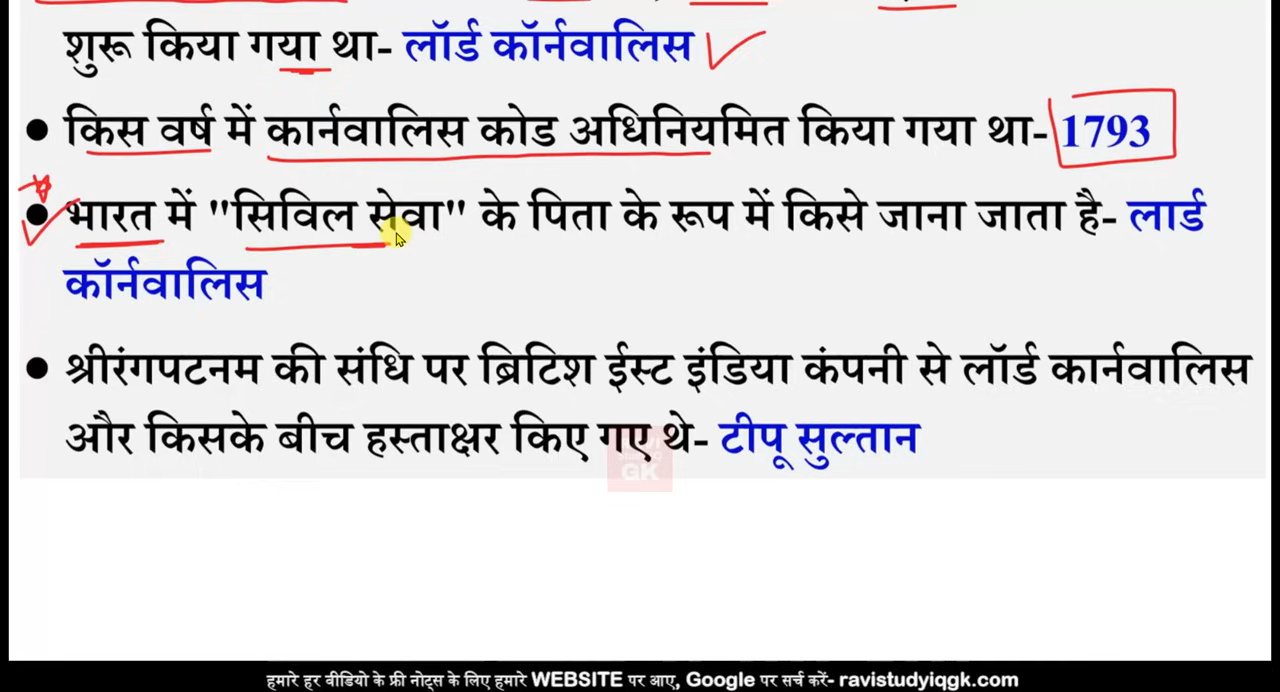 शुरू किया गया था- लॉर्ड कॉर्नवालिस
● किस वर्ष में कार्नवालिस कोड अधिनियमित किया गया था- 1793
● भारत में "सिविल सेवा" के पिता के रूप में किसे जाना जाता है- लार्ड
कॉर्नवालिस
● श्रीरंगपटनम की संधि पर ब्रिटिश ईस्ट इंडिया कंपनी से लॉर्ड कार्नवालिस
और किसके बीच हस्ताक्षर किए गए थे- टीपू सुल्तान
GK
हमारे हर वीडियो के फ्री नोट्स के लिए हमारे WEBSITE पर आए, Google पर सर्च करें- ravistudyiqgk.com